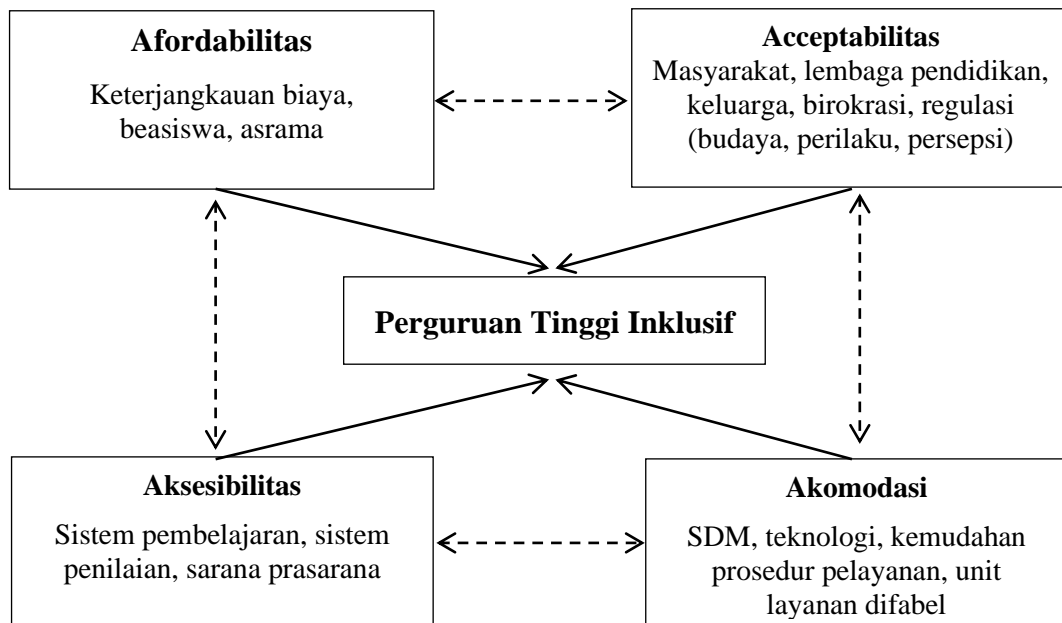 Afordabilitas
Keterjangkauan biaya,
beasiswa, asrama
Acceptabilitas
Masyarakat, lembaga pendidikan,
keluarga, birokrasi, regulasi
(budaya, perilaku, persepsi)
Perguruan Tinggi Inklusif
Aksesibilitas
Sistem pembelajaran, sistem
penilaian, sarana prasarana
Akomodasi
SDM, teknologi, kemudahan
prosedur pelayanan, unit
layanan difabel